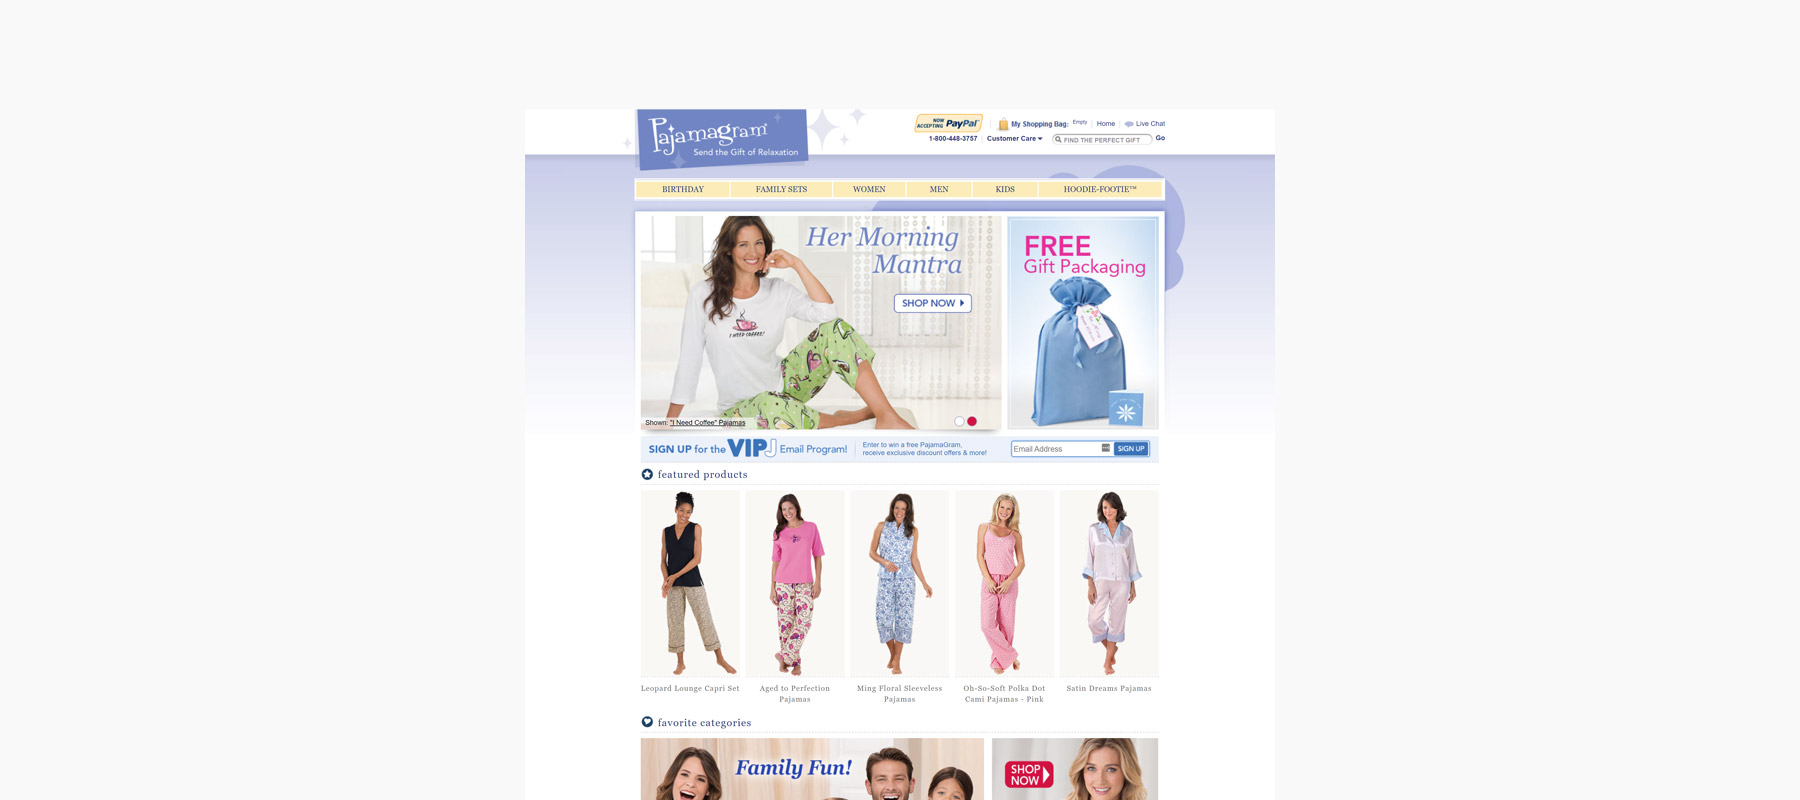 Pajamagram®
Send the Gift of Relaxation
NOW ACCEPTING PayPal
My Shopping Bag: Empty
Home
Live Chat
1-800-448-3757
Customer Care
FIND THE PERFECT GIFT
Go
BIRTHDAY
FAMILY SETS
WOMEN
MEN
KIDS
HOODIE-FOOTIE™
Her Morning
Mantra
SHOP NOW
I NEED COFFEE!
Shown: "I Need Coffee" Pajamas
FREE
Gift Packaging
SIGN UP for the VIPJ Email Program!
Enter to win a free PajamaGram,
receive exclusive discount offers & more!
Email Address
SIGN UP
featured products
Leopard Lounge Capri Set
Aged to Perfection
Pajamas
Ming Floral Sleeveless
Pajamas
Oh-So-Soft Polka Dot
Cami Pajamas - Pink
Satin Dreams Pajamas
favorite categories
Family Fun!
SHOP
NOW